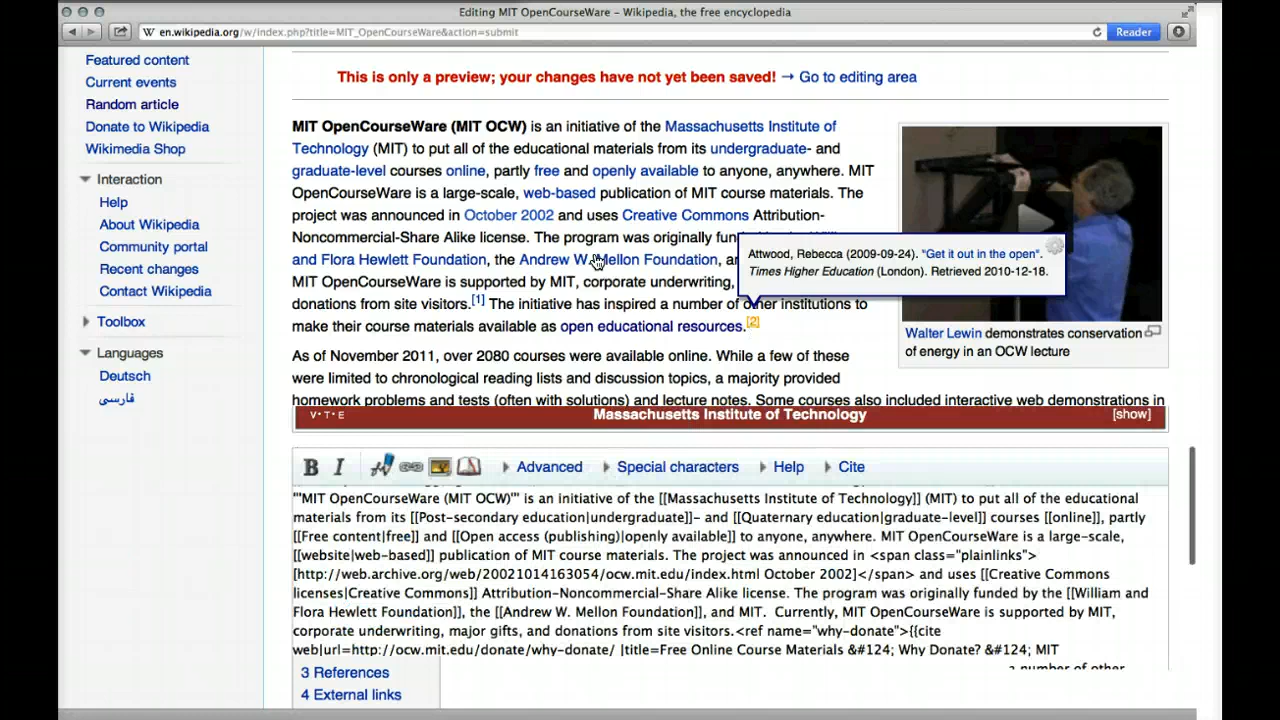 Editing MIT OpenCourseWare – Wikipedia, the free encyclopedia
W en.wikipedia.org/w/index.php?title=MIT_OpenCourseWare&action=submit
Reader
Featured content
Current events
Random article
Donate to Wikipedia
Wikimedia Shop
Interaction
Help
About Wikipedia
Community portal
Recent changes
Contact Wikipedia
Toolbox
Languages
Deutsch
فارسی
This is only a preview; your changes have not yet been saved! → Go to editing area
MIT OpenCourseWare (MIT OCW) is an initiative of the Massachusetts Institute of
Technology (MIT) to put all of the educational materials from its undergraduate- and
graduate-level courses online, partly free and openly available to anyone, anywhere. MIT
OpenCourseWare is a large-scale, web-based publication of MIT course materials. The
project was announced in October 2002 and uses Creative Commons Attribution-
Noncommercial-Share Alike license. The program was originally
and Flora Hewlett Foundation, the Andrew W. Mellon Foundation,
MIT OpenCourseWare is supported by MIT, corporate underwriting,
donations from site visitors.[1] The initiative has inspired a number of other institutions to
make their course materials available as open educational resources.[2]
As of November 2011, over 2080 courses were available online. While a few of these
were limited to chronological reading lists and discussion topics, a majority provided
homework problems and tests (often with solutions) and lecture notes. Some courses also included interactive web demonstrations in
Attwood, Rebecca (2009-09-24). "Get it out in the open".
Times Higher Education (London). Retrieved 2010-12-18.
Walter Lewin demonstrates conservation
of energy in an OCW lecture
V · T · E Massachusetts Institute of Technology [show]
B I Advanced Special characters Help Cite
'''MIT OpenCourseWare (MIT OCW)''' is an initiative of the [[Massachusetts Institute of Technology]] (MIT) to put all of the educational
materials from its [[Post-secondary education|undergraduate]]- and [[Quaternary education|graduate-level]] courses [[online]], partly
[[Free content|free]] and [[Open access (publishing)|openly available]] to anyone, anywhere. MIT OpenCourseWare is a large-scale,
[[website|web-based]] publication of MIT course materials. The project was announced in <span class="plainlinks">
[http://web.archive.org/web/20021014163054/ocw.mit.edu/index.html October 2002]</span> and uses [[Creative Commons
licenses|Creative Commons]] Attribution-Noncommercial-Share Alike license. The program was originally funded by the [[William and
Flora Hewlett Foundation]], the [[Andrew W. Mellon Foundation]], and MIT.  Currently, MIT OpenCourseWare is supported by MIT,
corporate underwriting, major gifts, and donations from site visitors.<ref name="why-donate">{{cite
web|url=http://ocw.mit.edu/donate/why-donate/ |title=Free Online Course Materials &#124; Why Donate? &#124; MIT
a number of other
3 References
4 External links